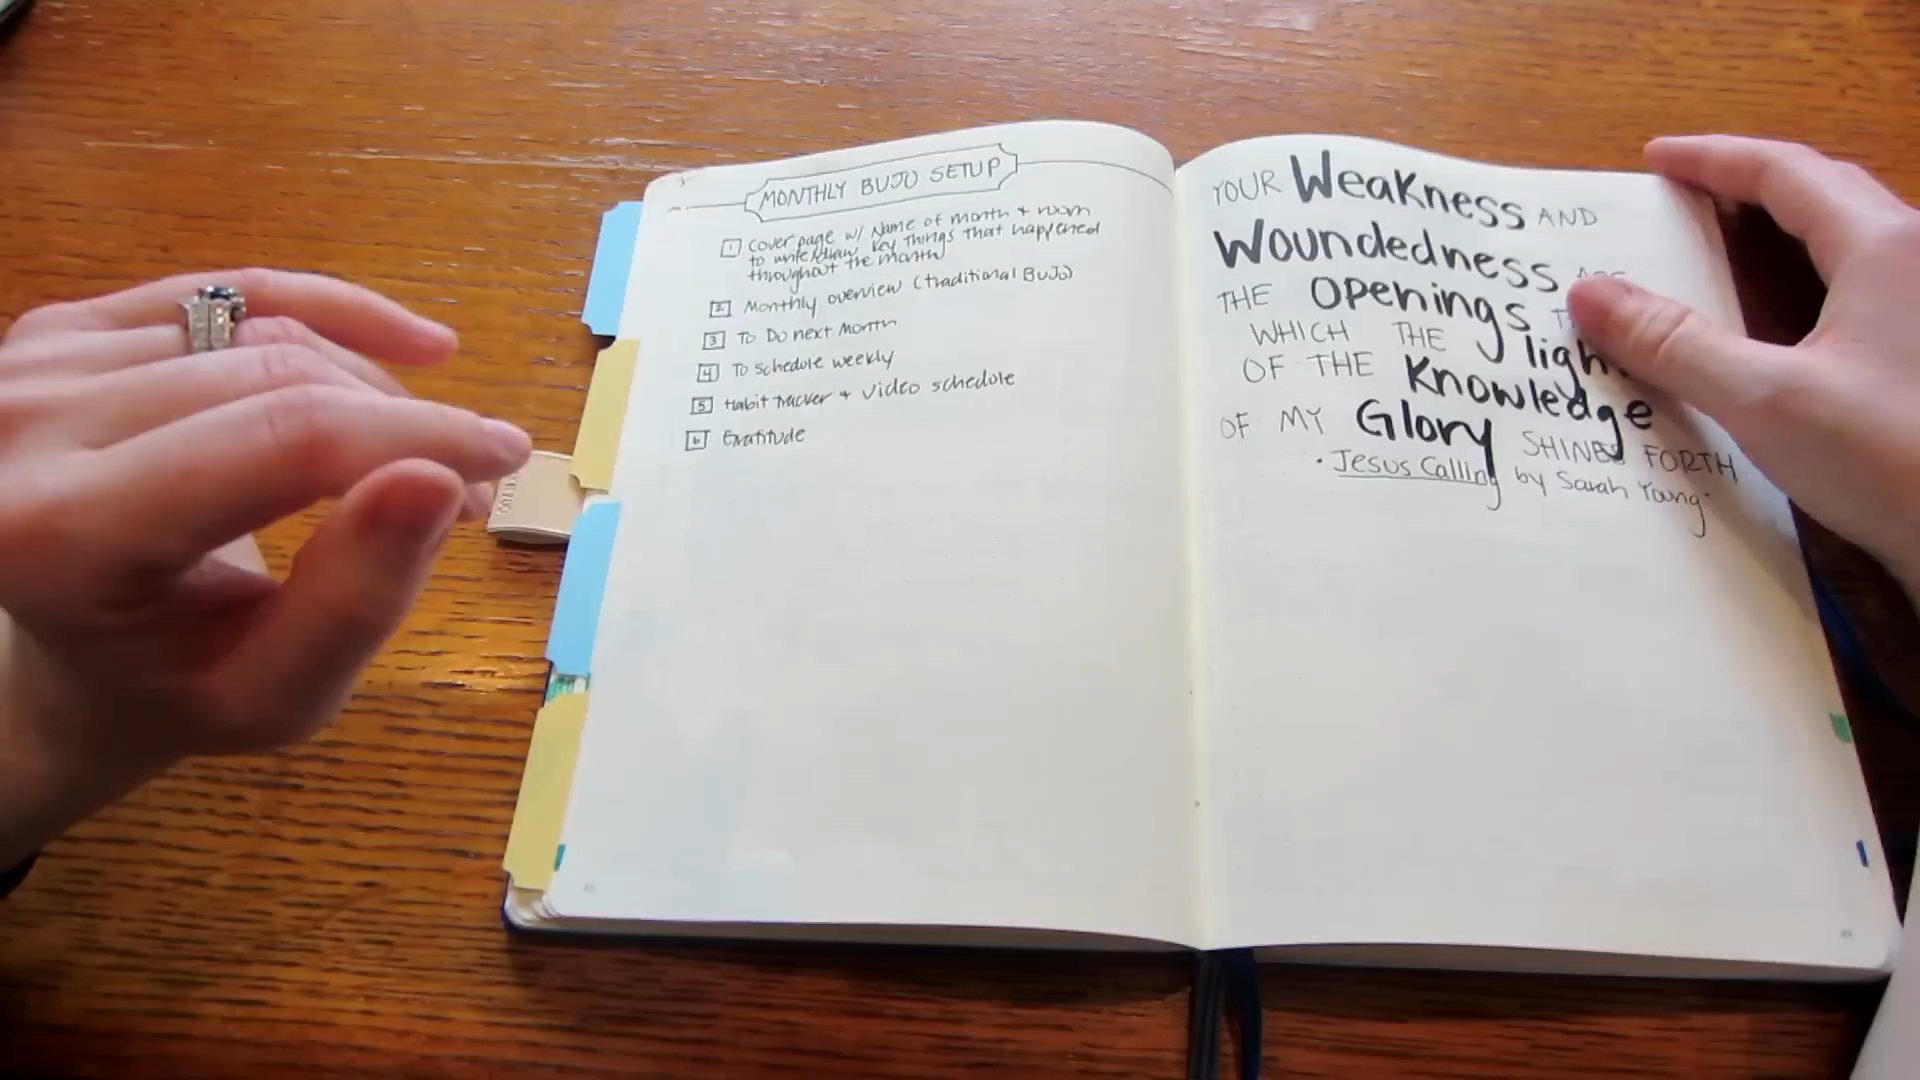 MONTHLY BUJO SETUP
1 Cover page w/ Name of month + room
to write/draw key things that happened
throughout the month
2 Monthly overview (traditional BuJo)
3 To Do next Month
4 To schedule weekly
5 Habit Tracker + video schedule
6 Gratitude
YOUR Weakness AND
Woundedness ARE
THE Openings
WHICH THE
OF THE Knowledge
OF MY Glory SHINES FORTH
• Jesus Calling by Sarah Young •